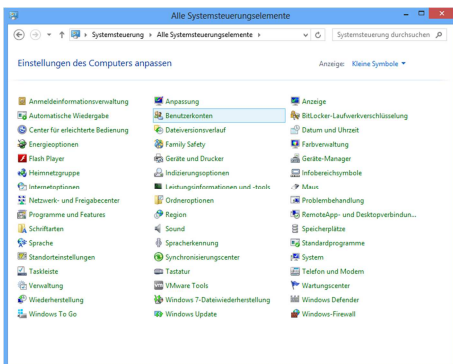 Alle Systemsteuerungselemente
Systemsteuerung Alle Systemsteuerungselemente Systemsteuerung durchsuchen
Einstellungen des Computers anpassen Anzeige: Kleine Symbole
Anmeldeinformationsverwaltung Anpassung Anzeige
Automatische Wiedergabe Benutzerkonten BitLocker-Laufwerkverschlüsselung
Center für erleichterte Bedienung Dateiversionsverlauf Datum und Uhrzeit
Energieoptionen Family Safety Farbverwaltung
Flash Player Geräte und Drucker Geräte-Manager
Heimnetzgruppe Indizierungsoptionen Infobereichsymbole
Internetoptionen Leistungsinformationen und -tools Maus
Netzwerk- und Freigabecenter Ordneroptionen Problembehandlung
Programme und Features Region RemoteApp- und Desktopverbindun...
Schriftarten Sound Speicherplätze
Sprache Spracherkennung Standardprogramme
Standorteinstellungen Synchronisierungscenter System
Taskleiste Tastatur Telefon und Modem
Verwaltung VMware Tools Wartungscenter
Wiederherstellung Windows 7-Dateiwiederherstellung Windows Defender
Windows To Go Windows Update Windows-Firewall